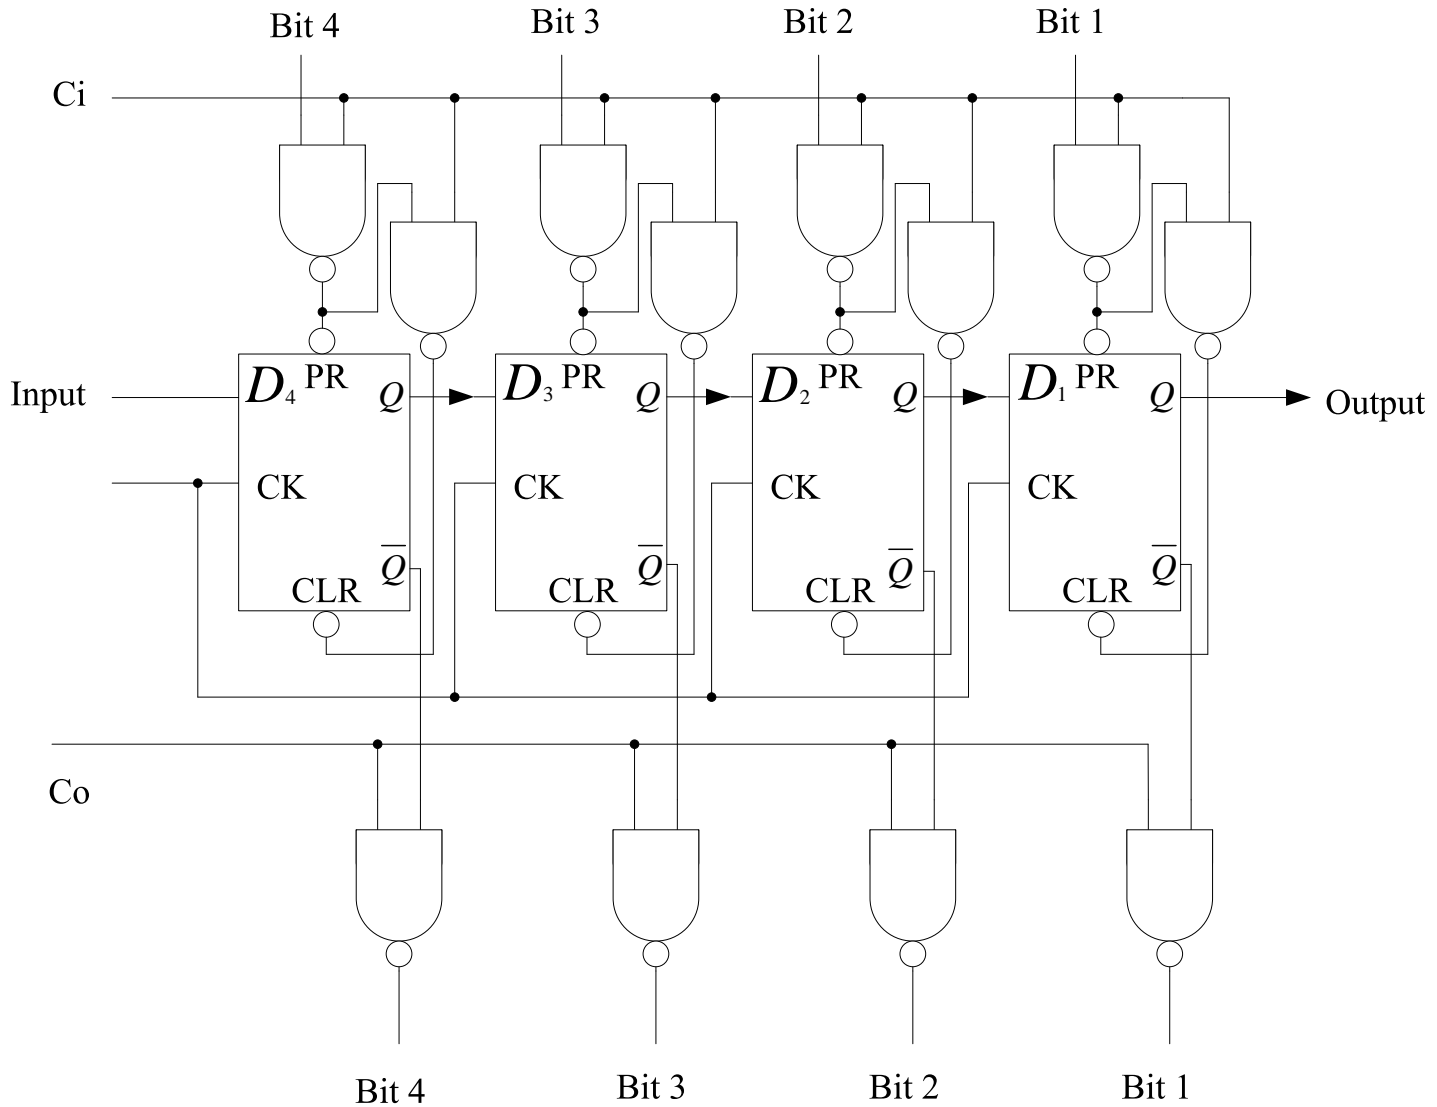 Bit 4 Bit 3 Bit 2 Bit 1
Ci
D₄ PR Q D₃ PR Q D₂ PR Q D₁ PR Q
Input Output
CK CK CK CK
Q̅ Q̅ Q̅ Q̅
CLR CLR CLR CLR
Co
Bit 4 Bit 3 Bit 2 Bit 1